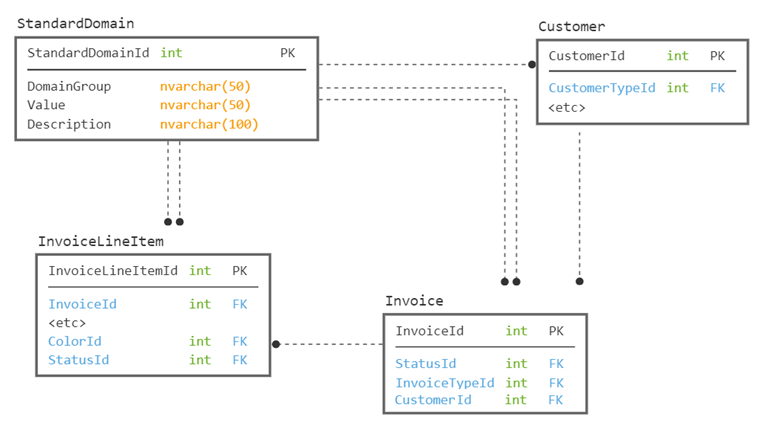 StandardDomain
StandardDomainId int PK
DomainGroup nvarchar(50)
Value nvarchar(50)
Description nvarchar(100)
Customer
CustomerId int PK
CustomerTypeId int FK
<etc>
InvoiceLineItem
InvoiceLineItemId int PK
InvoiceId int FK
<etc>
ColorId int FK
StatusId int FK
Invoice
InvoiceId int PK
StatusId int FK
InvoiceTypeId int FK
CustomerId int FK